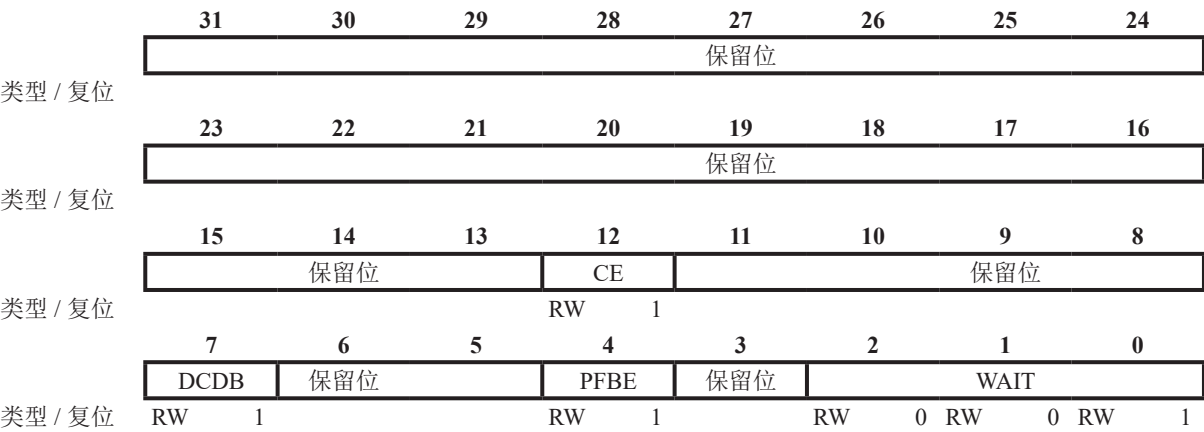 31 30 29 28 27 26 25 24
保留位
类型 / 复位
23 22 21 20 19 18 17 16
保留位
类型 / 复位
15 14 13 12 11 10 9 8
保留位 CE 保留位
类型 / 复位 RW 1
7 6 5 4 3 2 1 0
DCDB 保留位 PFBE 保留位 WAIT
类型 / 复位 RW 1 RW 1 RW 0 RW 0 RW 1